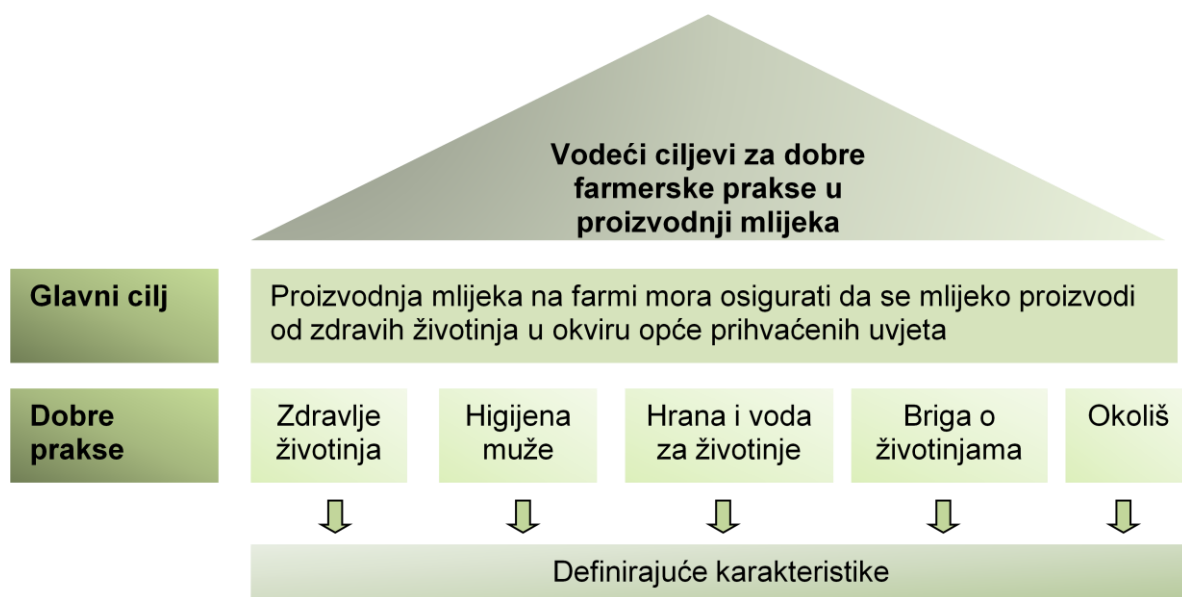 Vodeći ciljevi za dobre
farmerske prakse u
proizvodnji mlijeka
Glavni cilj
Proizvodnja mlijeka na farmi mora osigurati da se mlijeko proizvodi
od zdravih životinja u okviru opće prihvaćenih uvjeta
Dobre
prakse
Zdravlje
životinja
Higijena
muže
Hrana i voda
za životinje
Briga o
životinjama
Okoliš
Definirajuće karakteristike